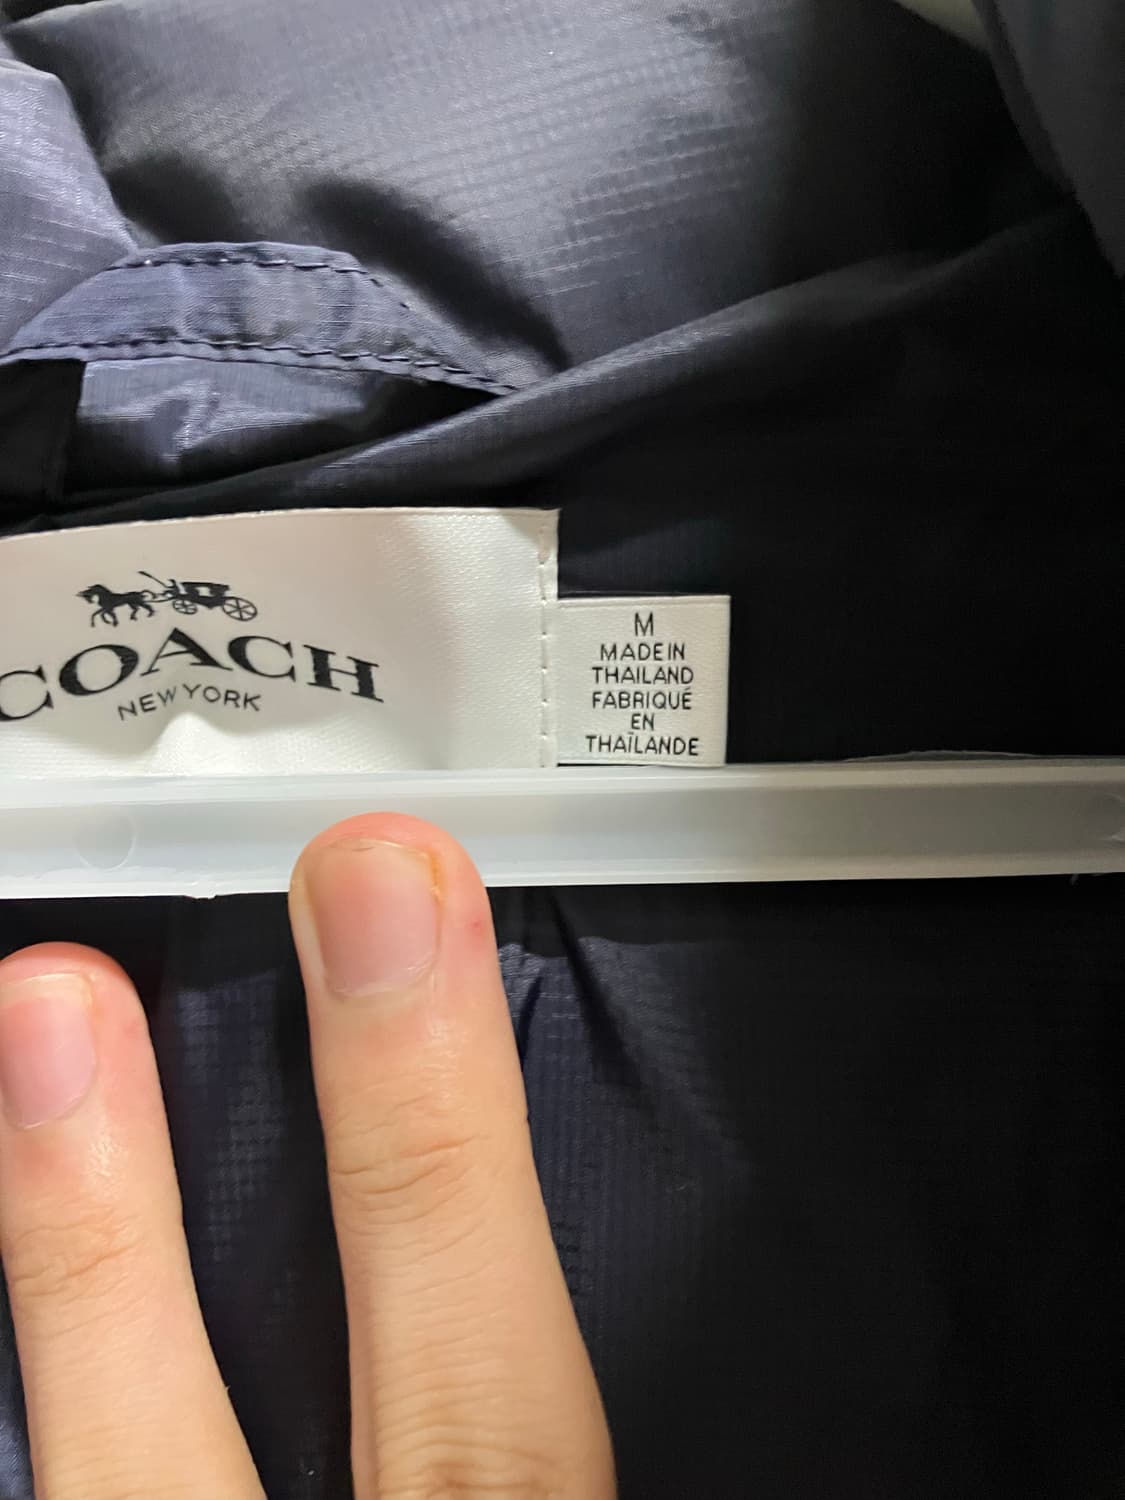 COACH
NEW YORK
M
MADE IN
THAILAND
FABRIQUÉ
EN
THAÏLANDE